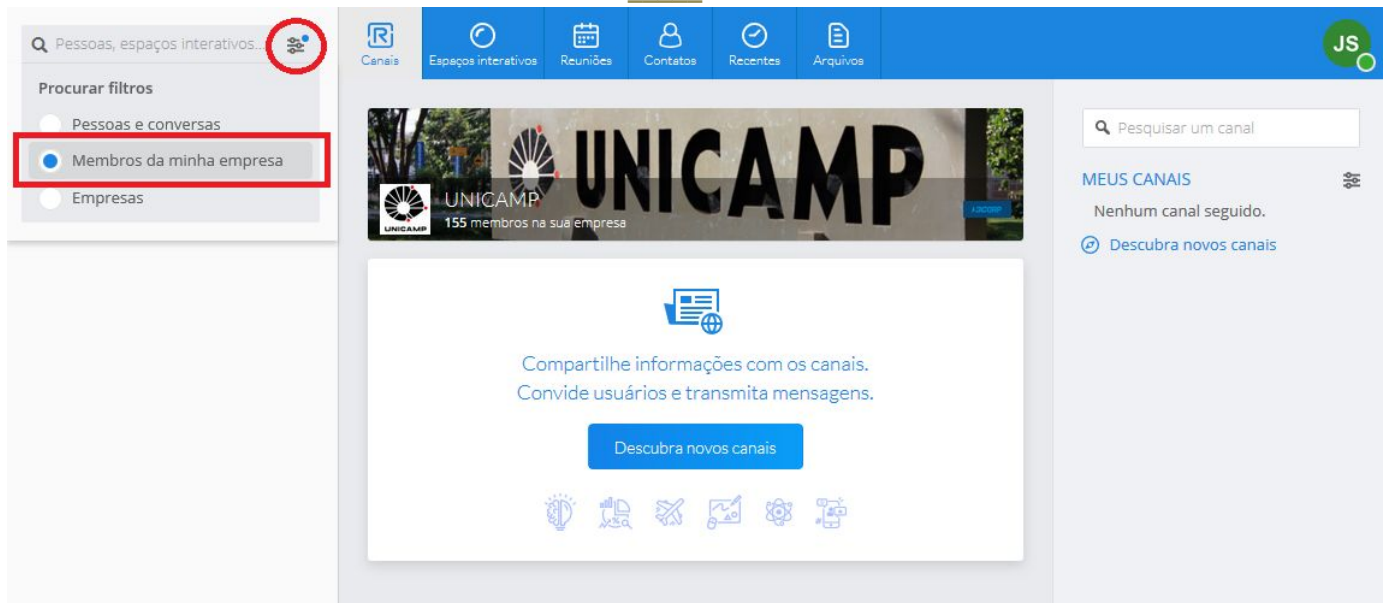 Pessoas, espaços interativos...
Procurar filtros
Pessoas e conversas
Membros da minha empresa
Empresas
Canais
Espaços interativos
Reuniões
Contatos
Recentes
Arquivos
JS
UNICAMP
UNICAMP
UNICAMP
155 membros na sua empresa
Compartilhe informações com os canais.
Convide usuários e transmita mensagens.
Descubra novos canais
Pesquisar um canal
MEUS CANAIS
Nenhum canal seguido.
Descubra novos canais